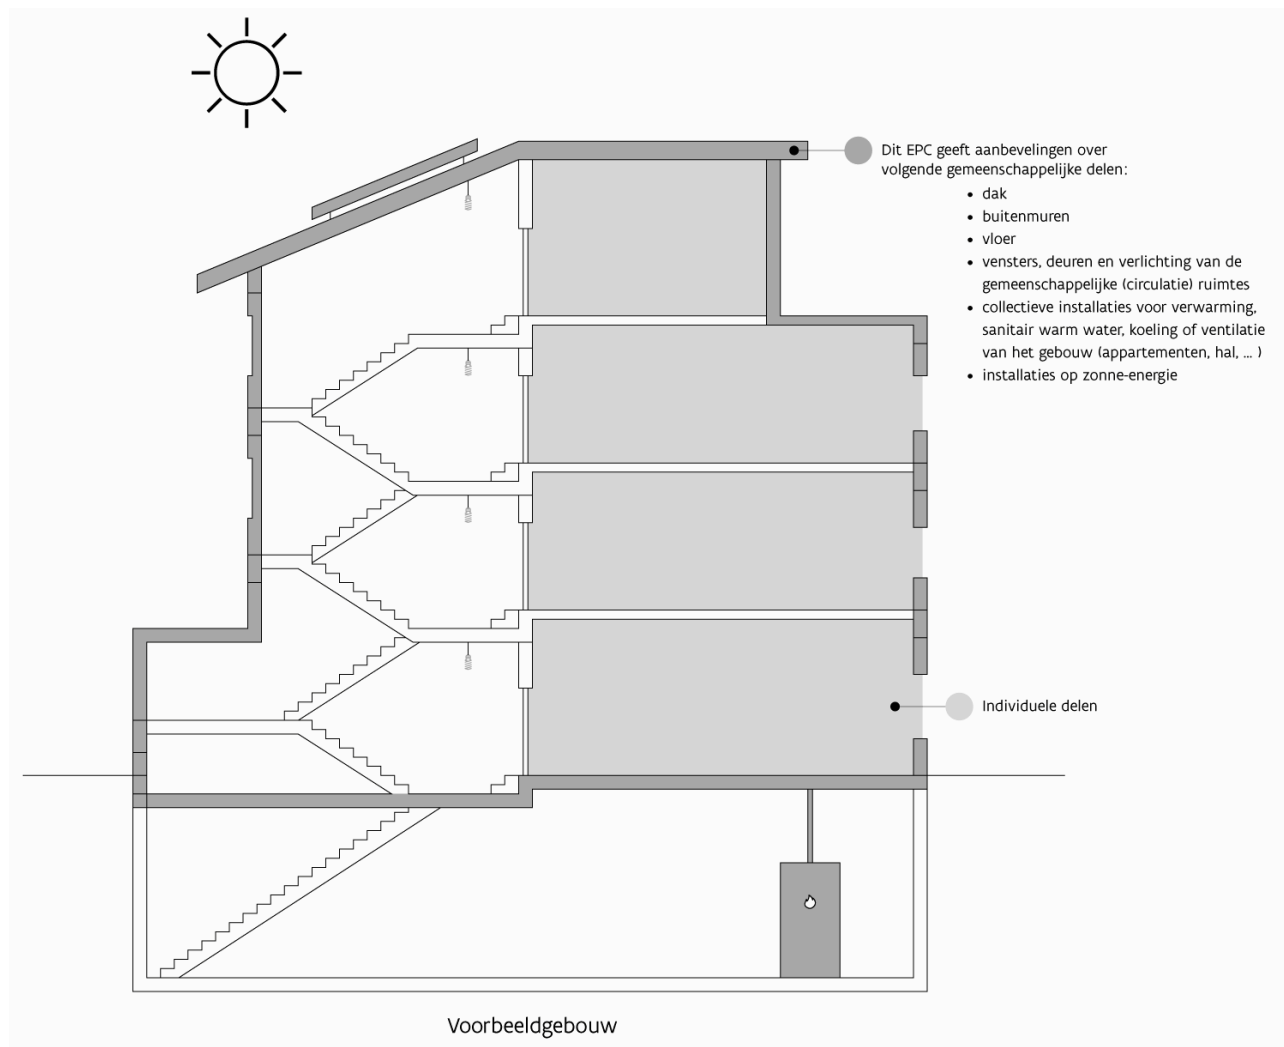 Dit EPC geeft aanbevelingen over
volgende gemeenschappelijke delen:
• dak
• buitenmuren
• vloer
• vensters, deuren en verlichting van de
gemeenschappelijke (circulatie) ruimtes
• collectieve installaties voor verwarming,
sanitair warm water, koeling of ventilatie
van het gebouw (appartementen, hal, ... )
• installaties op zonne-energie
Individuele delen
Voorbeeldgebouw